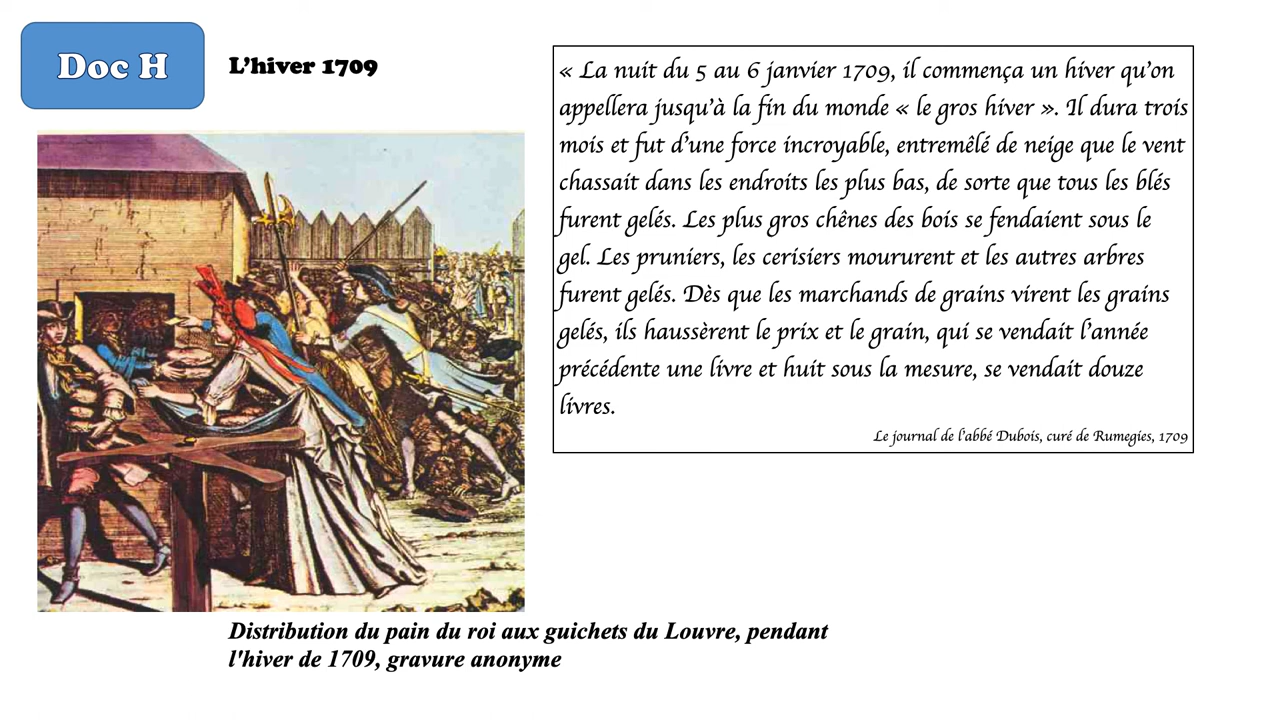 Doc H
L'hiver 1709
« La nuit du 5 au 6 janvier 1709, il commença un hiver qu'on
appellera jusqu'à la fin du monde « le gros hiver ». Il dura trois
mois et fut d'une force incroyable, entremêlé de neige que le vent
chassait dans les endroits les plus bas, de sorte que tous les blés
furent gelés. Les plus gros chênes des bois se fendaient sous le
gel. Les pruniers, les cerisiers moururent et les autres arbres
furent gelés. Dès que les marchands de grains virent les grains
gelés, ils haussèrent le prix et le grain, qui se vendait l'année
précédente une livre et huit sous la mesure, se vendait douze
livres.
Le journal de l'abbé Dubois, curé de Rumegies, 1709
Distribution du pain du roi aux guichets du Louvre, pendant
l'hiver de 1709, gravure anonyme